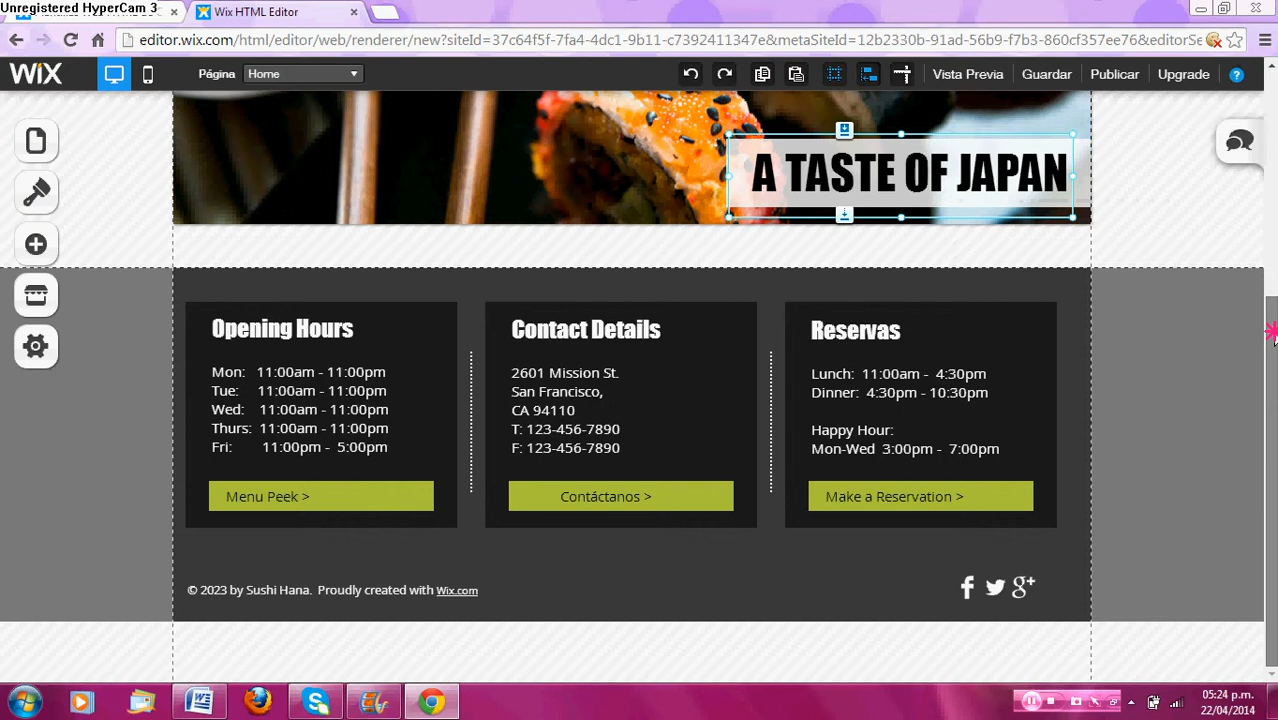 Unregistered HyperCam 3
Wix HTML Editor
editor.wix.com/html/editor/web/renderer/new?siteId=37c64f5f-7fa4-4dc1-9b11-c7392421347e&metaSiteId=12b2330b-91ad-56b9-f7b3-860cf357ee76&editorSe
WiX
Página
Home
Vista Previa
Guardar
Publicar
Upgrade
?
A TASTE OF JAPAN
Opening Hours
Mon: 11:00am - 11:00pm
Tue: 11:00am - 11:00pm
Wed: 11:00am - 11:00pm
Thurs: 11:00am - 11:00pm
Fri: 11:00pm - 5:00pm
Menu Peek >
Contact Details
2601 Mission St.
San Francisco,
CA 94110
T: 123-456-7890
F: 123-456-7890
Contáctanos >
Reservas
Lunch: 11:00am - 4:30pm
Dinner: 4:30pm - 10:30pm
Happy Hour:
Mon-Wed 3:00pm - 7:00pm
Make a Reservation >
© 2023 by Sushi Hana. Proudly created with Wix.com
05:24 p.m.
22/04/2014